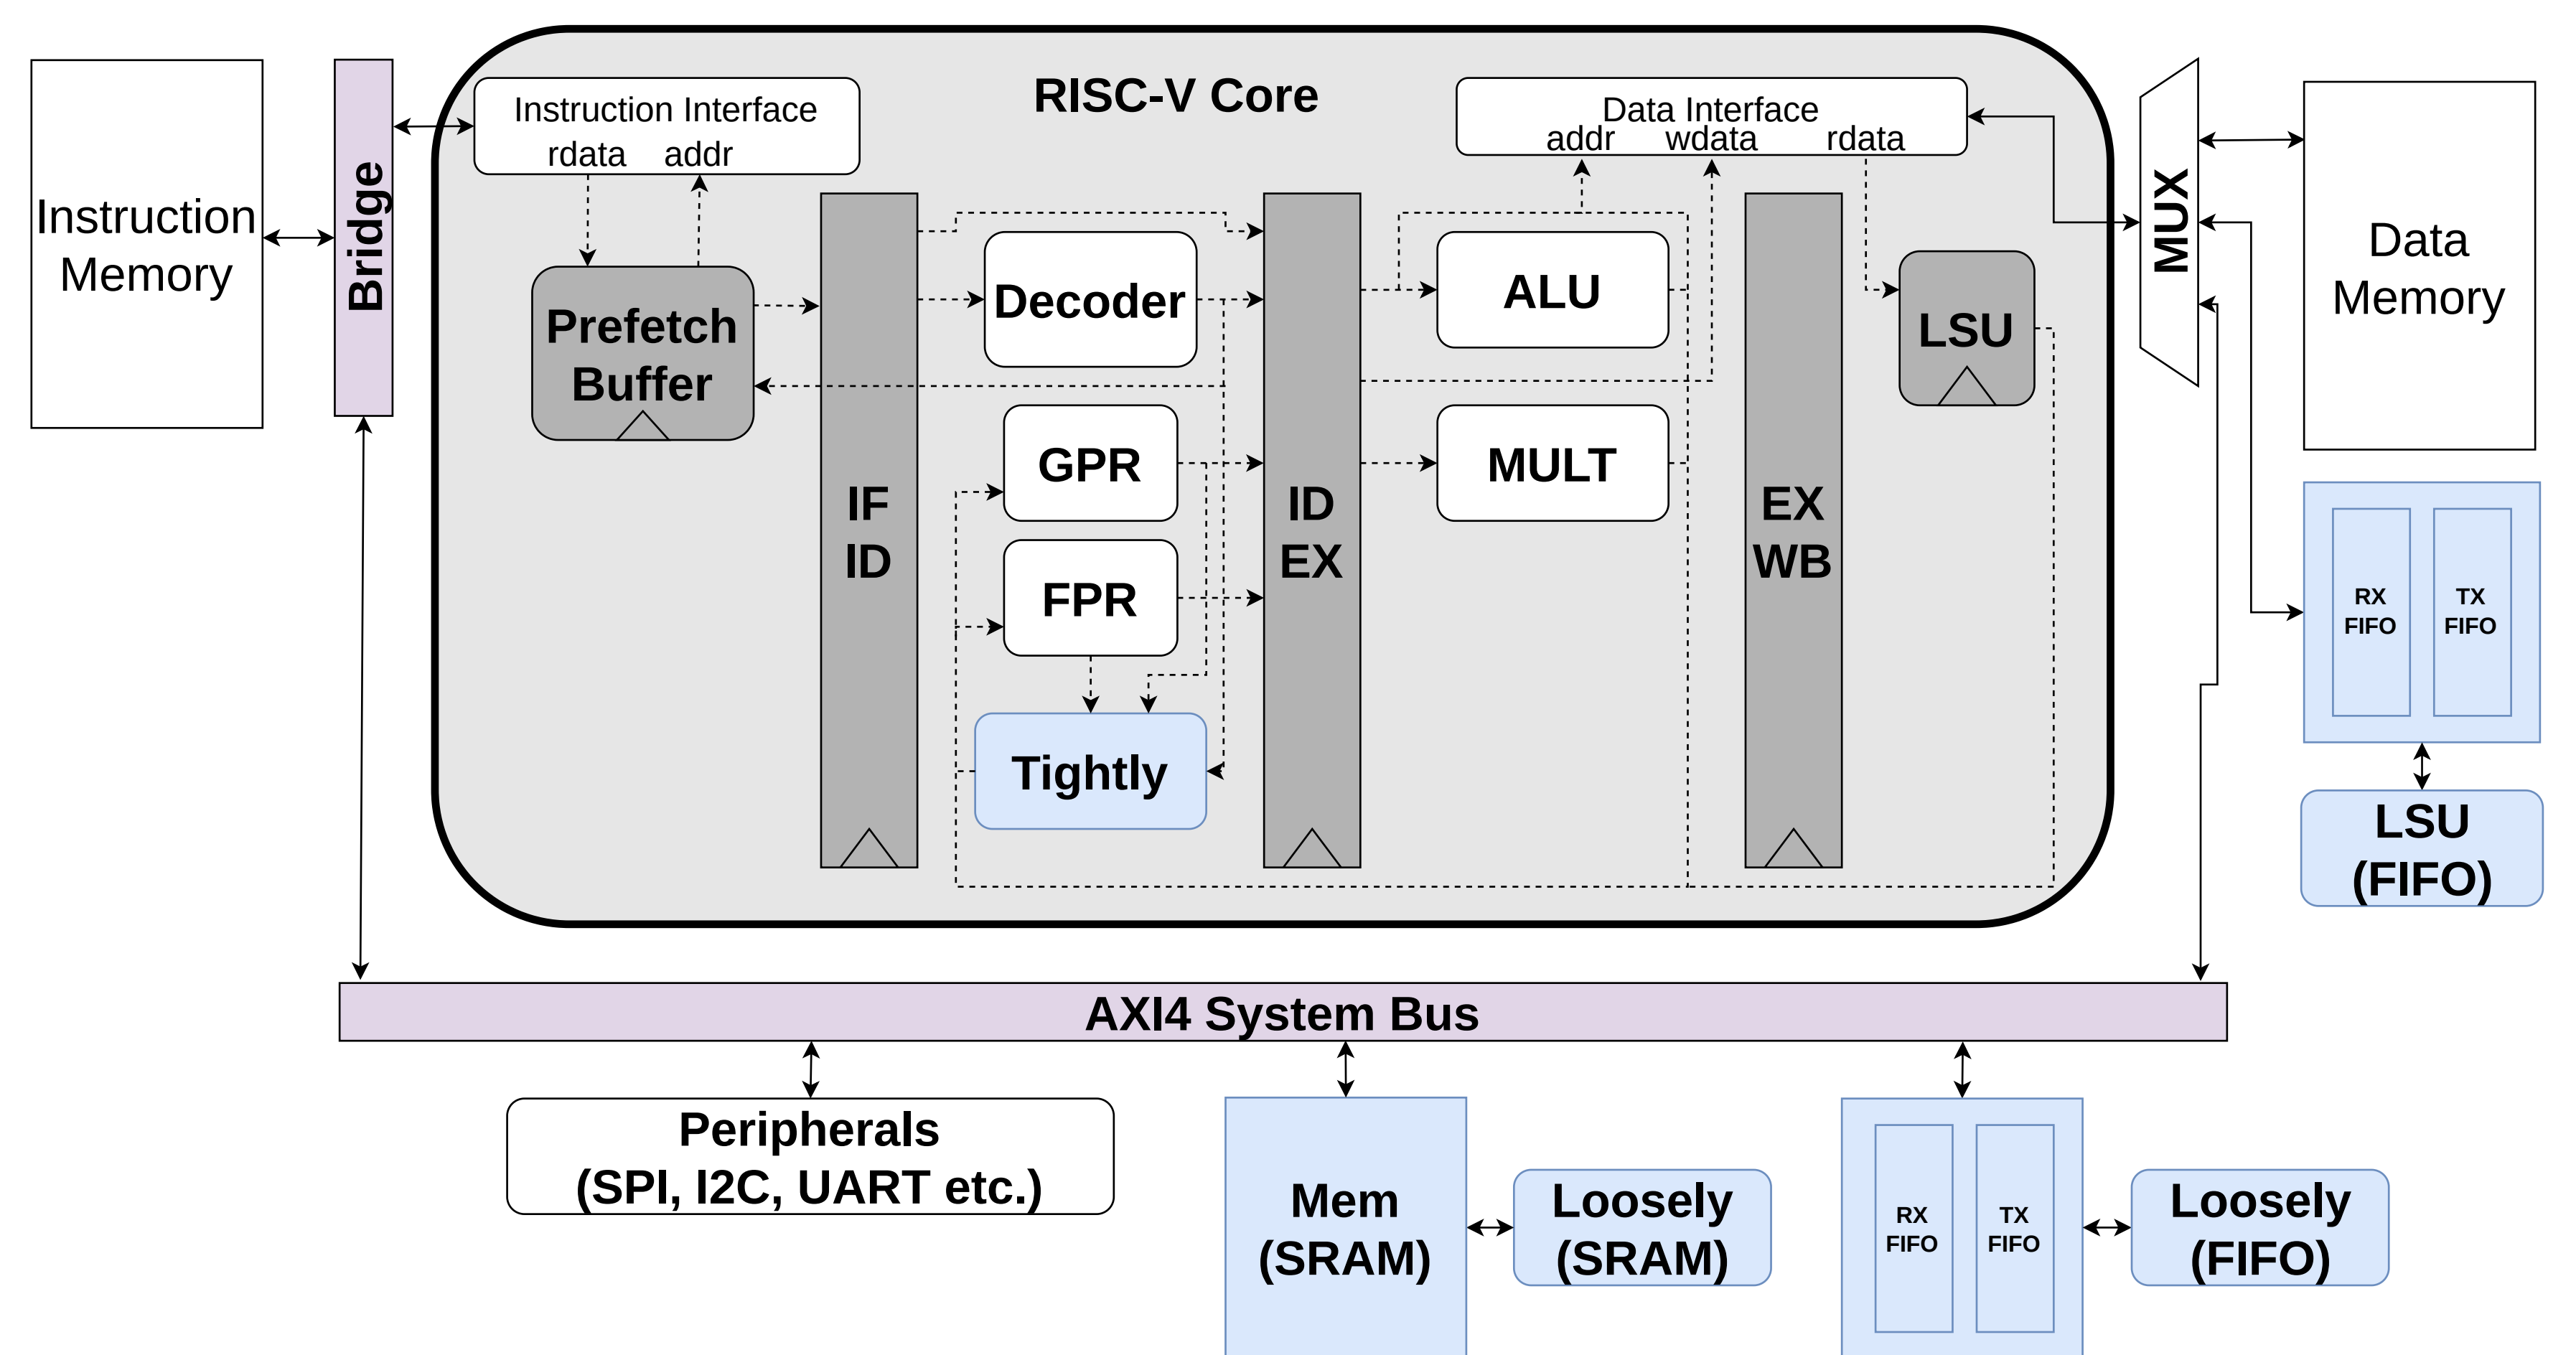 RISC-V Core
Instruction
Memory
Bridge
Instruction Interface
rdata addr
Prefetch
Buffer
IF
ID
Decoder
GPR
FPR
Tightly
ID
EX
Data Interface
addr wdata rdata
ALU
MULT
EX
WB
LSU
MUX
Data
Memory
RX
FIFO
TX
FIFO
LSU
(FIFO)
AXI4 System Bus
Peripherals
(SPI, I2C, UART etc.)
Mem
(SRAM)
Loosely
(SRAM)
RX
FIFO
TX
FIFO
Loosely
(FIFO)